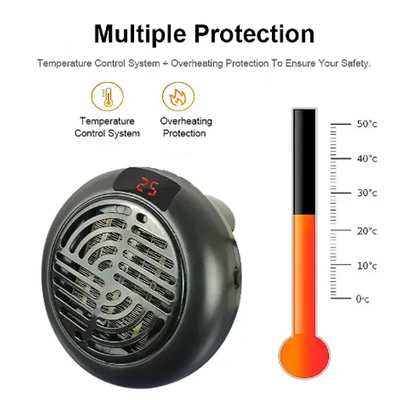 Multiple Protection
Temperature Control System + Overheating Protection To Ensure Your Safety.
Temperature
Control System
Overheating
Protection
25
50°c
40°c
30°c
20°c
10°c
0°c